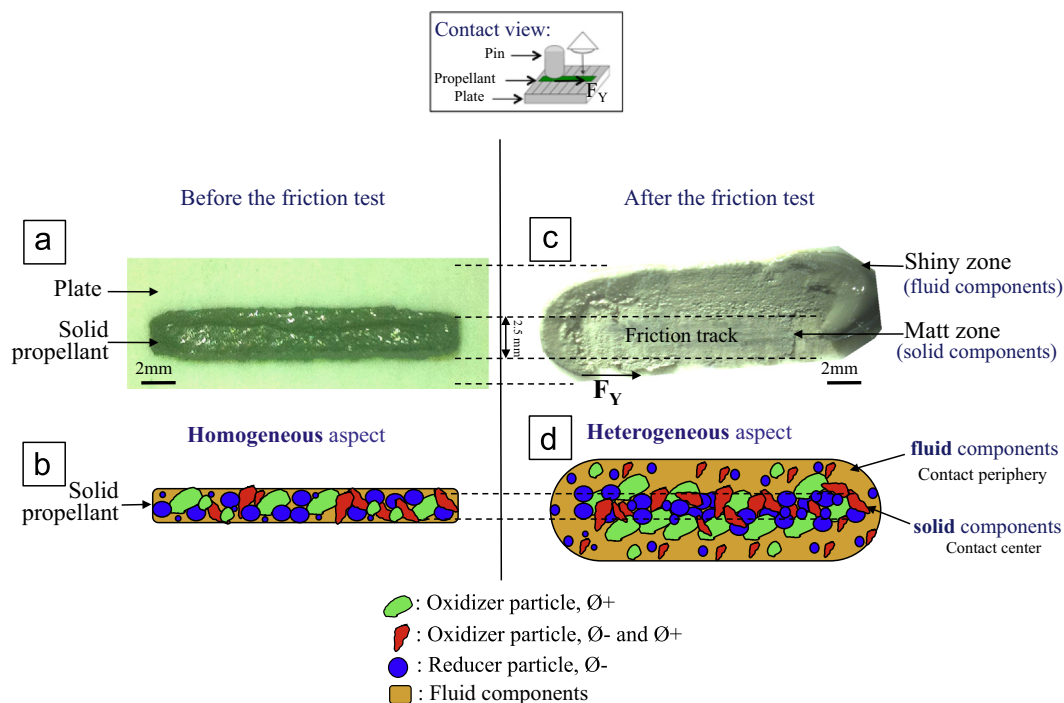 Contact view:
Pin
Propellant
Plate
F_Y
Before the friction test
After the friction test
a
c
Plate
Solid
propellant
2mm
2.5 mm
Friction track
F_Y
2mm
Shiny zone
(fluid components)
Matt zone
(solid components)
Homogeneous aspect
Heterogeneous aspect
b
d
Solid
propellant
fluid components
Contact periphery
solid components
Contact center
: Oxidizer particle, Ø+
: Oxidizer particle, Ø- and Ø+
: Reducer particle, Ø-
: Fluid components